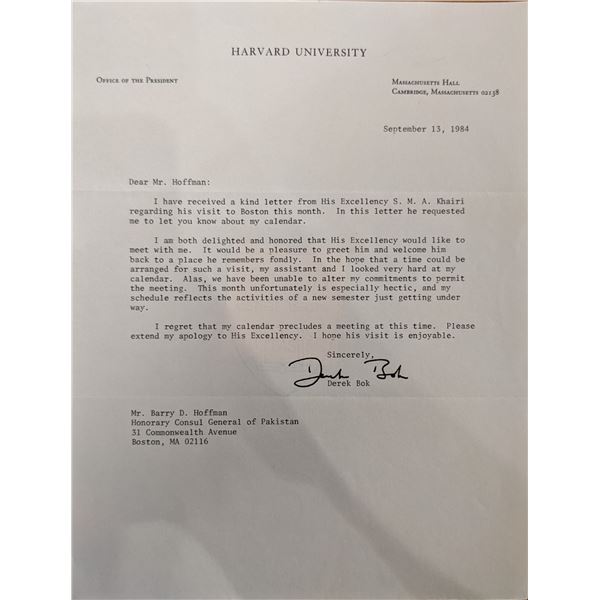 HARVARD UNIVERSITY
OFFICE OF THE PRESIDENT
MASSACHUSETTS HALL
CAMBRIDGE, MASSACHUSETTS 02138
September 13, 1984
Dear Mr. Hoffman:
I have received a kind letter from His Excellency S. M. A. Khairi
regarding his visit to Boston this month. In this letter he requested
me to let you know about my calendar.
I am both delighted and honored that His Excellency would like to
meet with me. It would be a pleasure to greet him and welcome him
back to a place he remembers fondly. In the hope that a time could be
arranged for such a visit, my assistant and I looked very hard at my
calendar. Alas, we have been unable to alter my commitments to permit
the meeting. This month unfortunately is especially hectic, and my
schedule reflects the activities of a new semester just getting under
way.
I regret that my calendar precludes a meeting at this time. Please
extend my apology to His Excellency. I hope his visit is enjoyable.
Sincerely,
Derek Bok
Derek Bok
Mr. Barry D. Hoffman
Honorary Consul General of Pakistan
31 Commonwealth Avenue
Boston, MA 02116